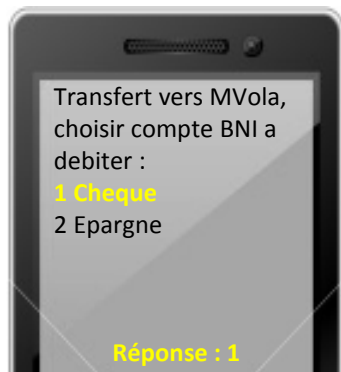 Transfert vers MVola,
choisir compte BNI a
debiter :
1 Cheque
2 Epargne
Réponse : 1